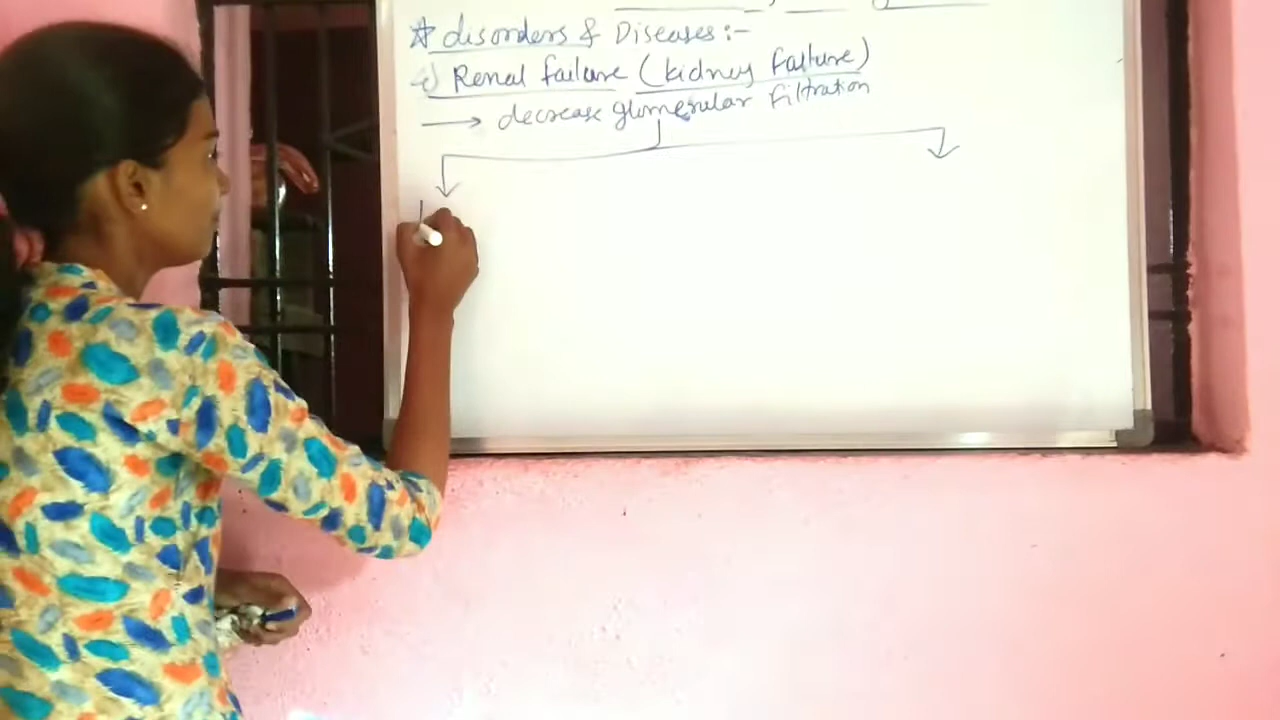 ☆ disorders & Diseases :-
Renal failure (kidney failure)
→ decrease glomerular filtration